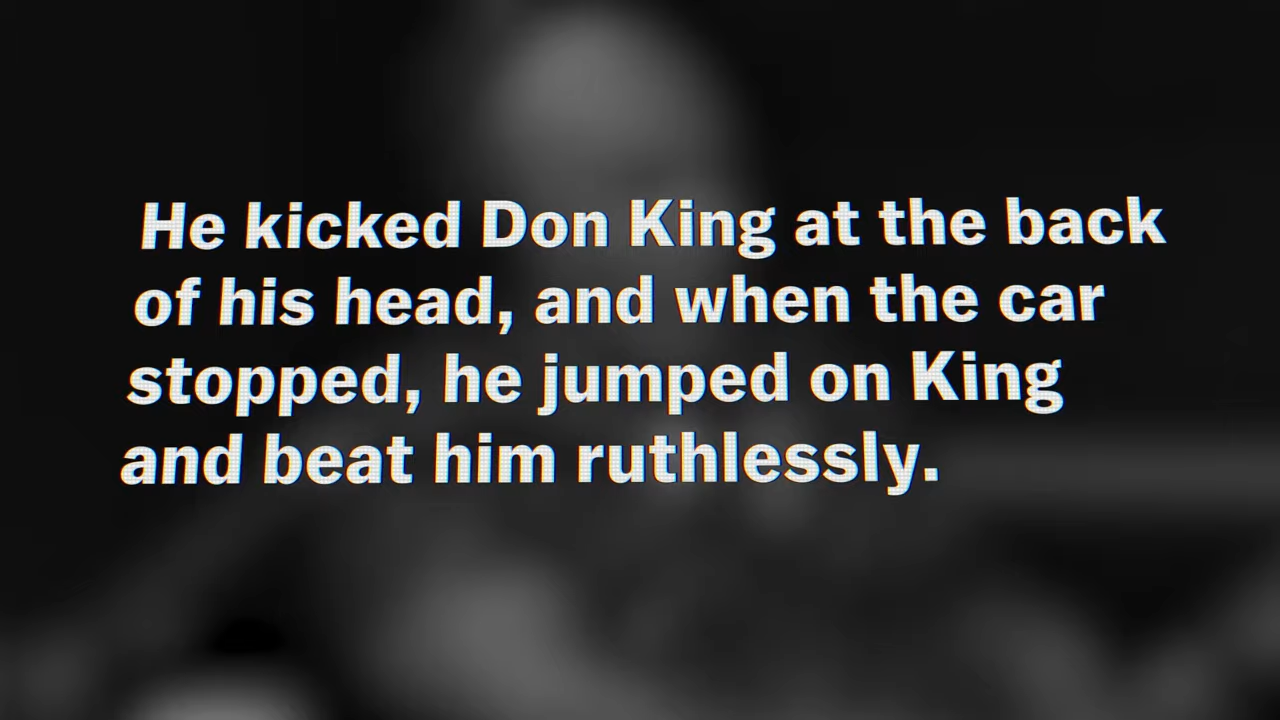 He kicked Don King at the back
of his head, and when the car
stopped, he jumped on King
and beat him ruthlessly.